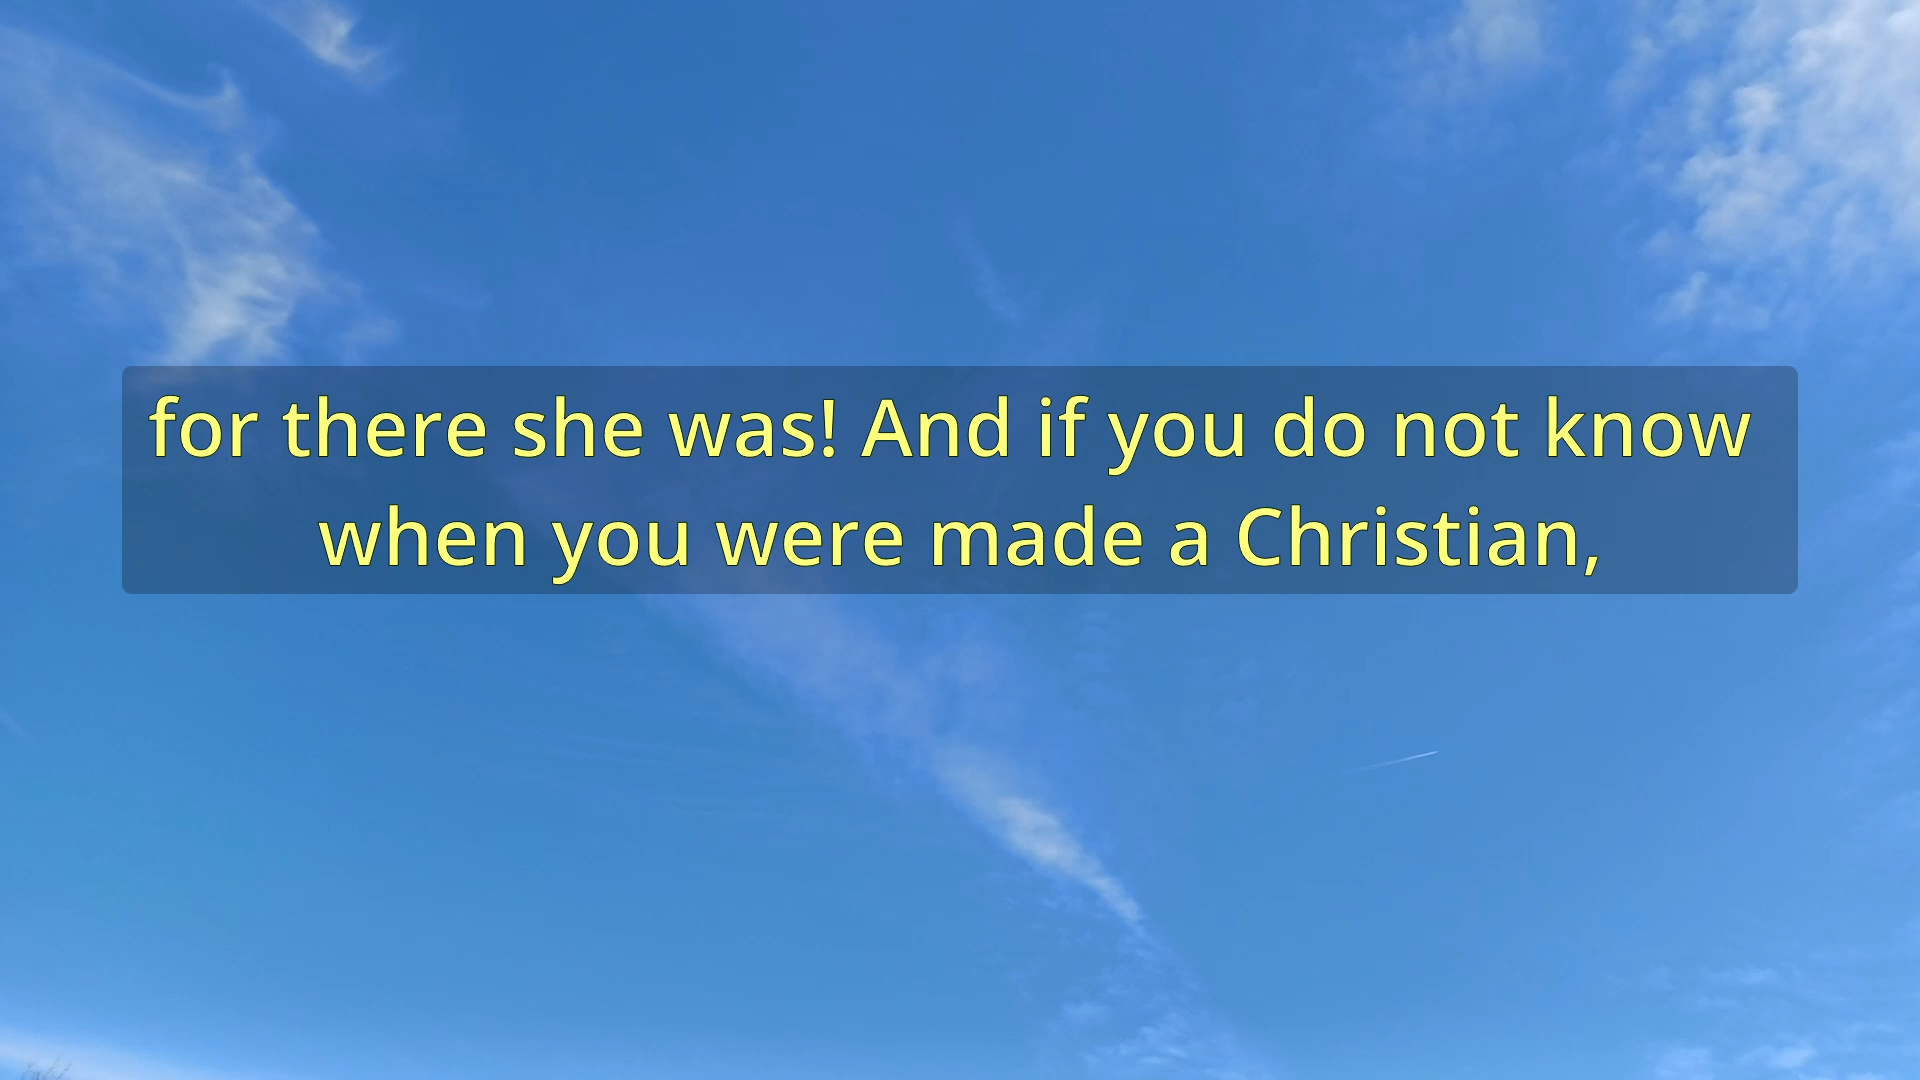 for there she was! And if you do not know
when you were made a Christian,